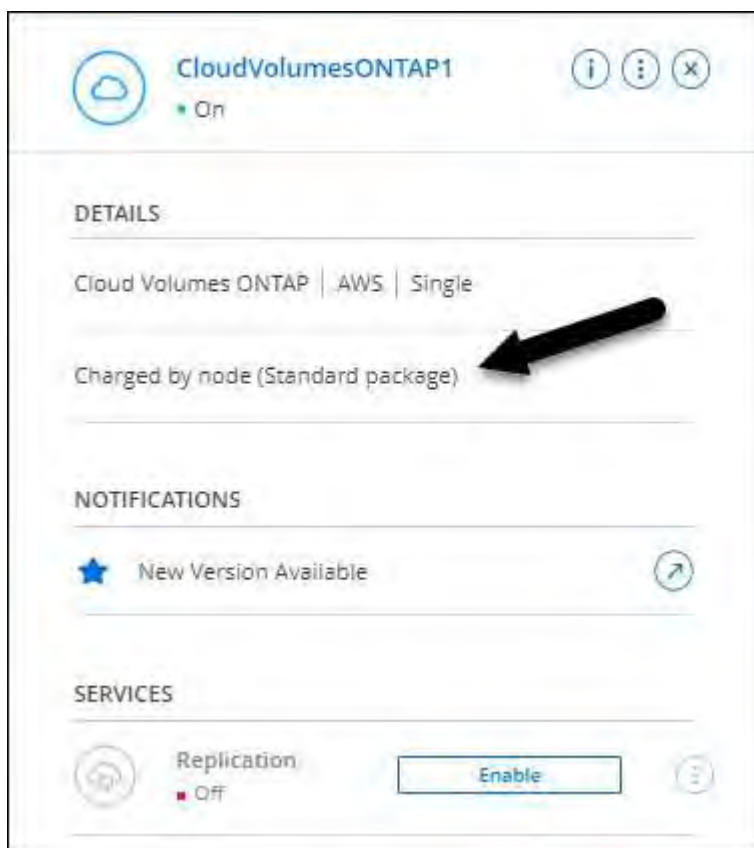 CloudVolumesONTAP1
On
DETAILS
Cloud Volumes ONTAP | AWS | Single
Charged by node (Standard package)
NOTIFICATIONS
New Version Available
SERVICES
Replication
Enable
Off